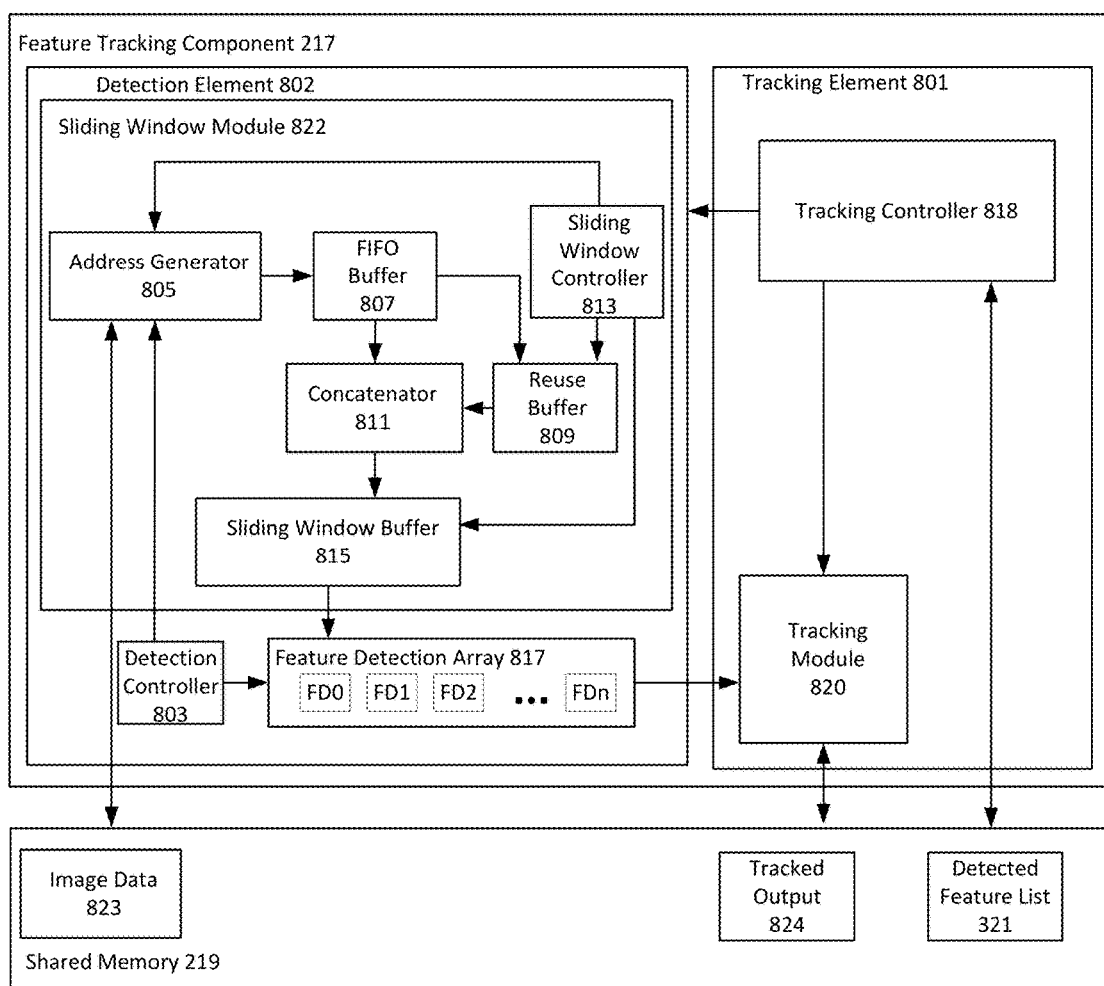 Feature Tracking Component 217
Detection Element 802
Tracking Element 801
Sliding Window Module 822
Tracking Controller 818
Sliding
Window
Controller
813
Address Generator
805
FIFO
Buffer
807
Concatenator
811
Reuse
Buffer
809
Sliding Window Buffer
815
Detection
Controller
803
Feature Detection Array 817
FD0
FD1
FD2
...
FDn
Tracking
Module
820
Image Data
823
Tracked
Output
824
Detected
Feature List
321
Shared Memory 219